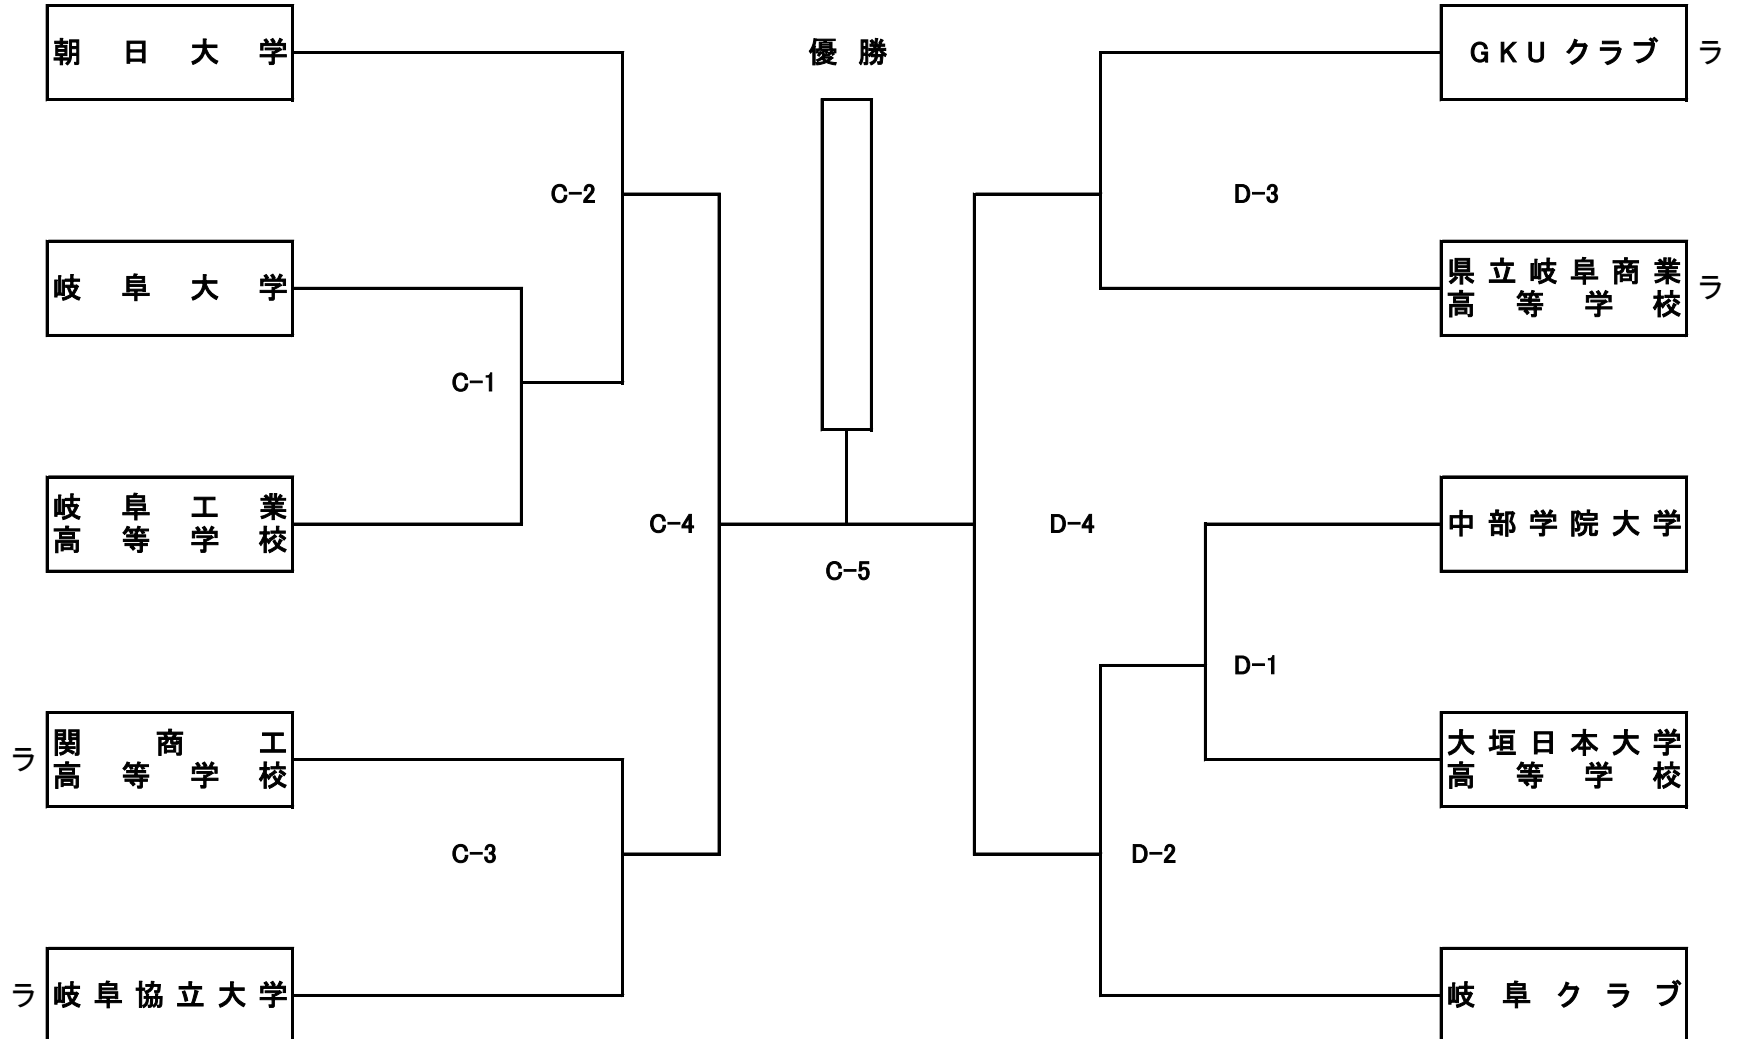 朝日大学
優勝
GKUクラブ
ラ
C-2
D-3
岐阜大学
県立岐阜商業
高等学校
ラ
C-1
岐阜工業
高等学校
C-4
D-4
中部学院大学
C-5
D-1
ラ
関商工
高等学校
大垣日本大学
高等学校
C-3
D-2
ラ
岐阜協立大学
岐阜クラブ